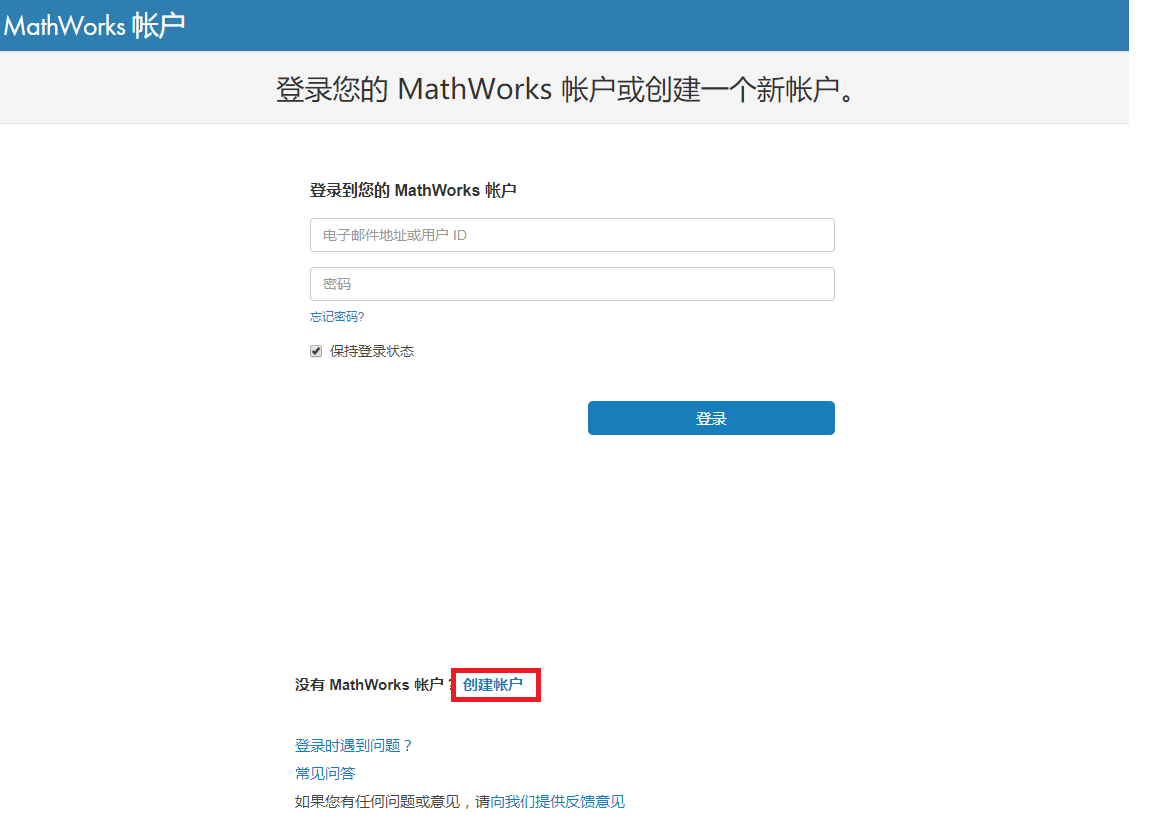 MathWorks 帐户
登录您的 MathWorks 帐户或创建一个新帐户。
登录到您的 MathWorks 帐户
电子邮件地址或用户 ID
密码
忘记密码?
保持登录状态
登录
没有 MathWorks 帐户？创建帐户
登录时遇到问题？
常见问答
如果您有任何问题或意见，请向我们提供反馈意见